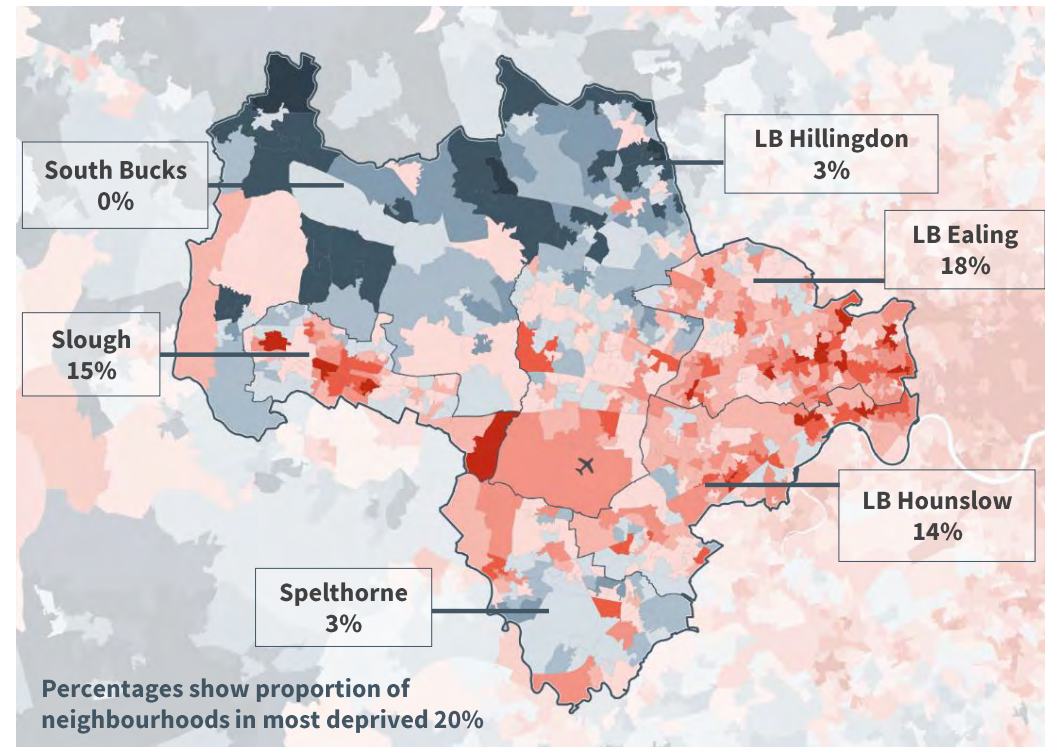 LB Hillingdon
3%
South Bucks
0%
LB Ealing
18%
Slough
15%
LB Hounslow
14%
Spelthorne
3%
Percentages show proportion of
neighbourhoods in most deprived 20%